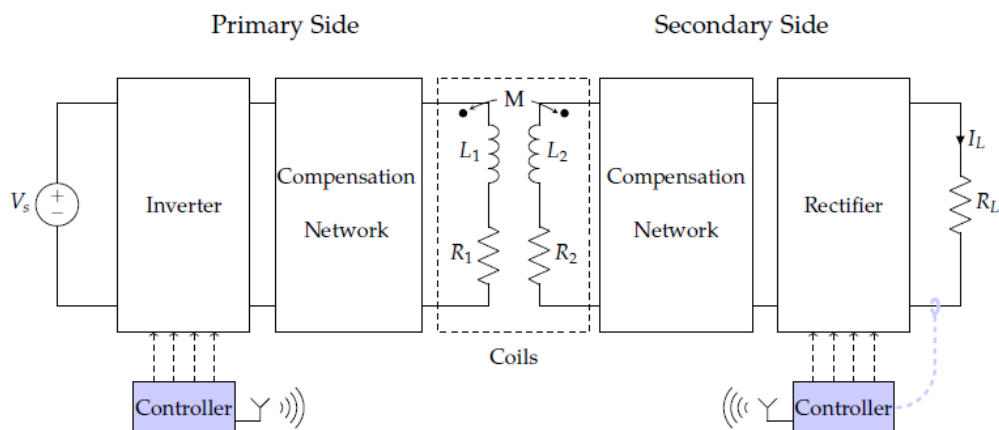 Primary Side
Secondary Side
V_s
Inverter
Compensation
Network
M
L_1
L_2
R_1
R_2
Coils
Compensation
Network
Rectifier
I_L
R_L
Controller
Controller